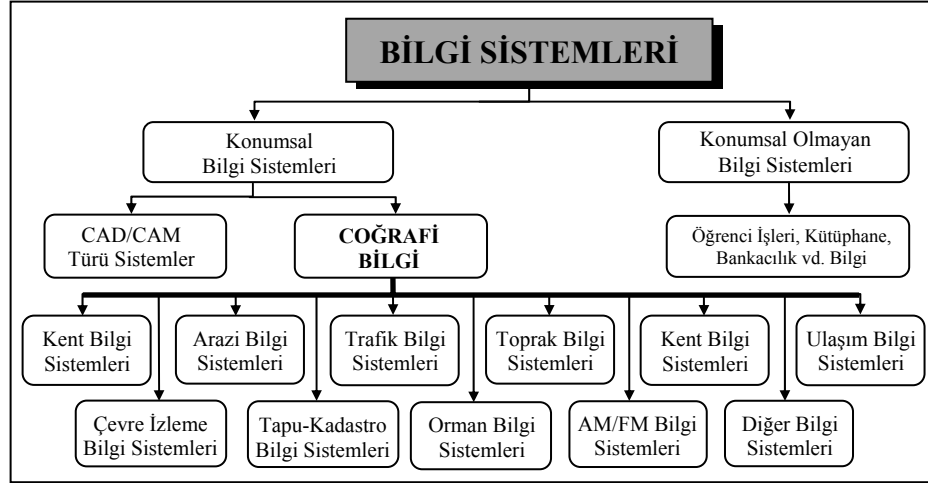 BİLGİ SİSTEMLERİ
Konumsal
Bilgi Sistemleri
Konumsal Olmayan
Bilgi Sistemleri
CAD/CAM
Türü Sistemler
COĞRAFİ
BİLGİ
Öğrenci İşleri, Kütüphane,
Bankacılık vd. Bilgi
Kent Bilgi
Sistemleri
Arazi Bilgi
Sistemleri
Trafik Bilgi
Sistemleri
Toprak Bilgi
Sistemleri
Kent Bilgi
Sistemleri
Ulaşım Bilgi
Sistemleri
Çevre İzleme
Bilgi Sistemleri
Tapu-Kadastro
Bilgi Sistemleri
Orman Bilgi
Sistemleri
AM/FM Bilgi
Sistemleri
Diğer Bilgi
Sistemleri